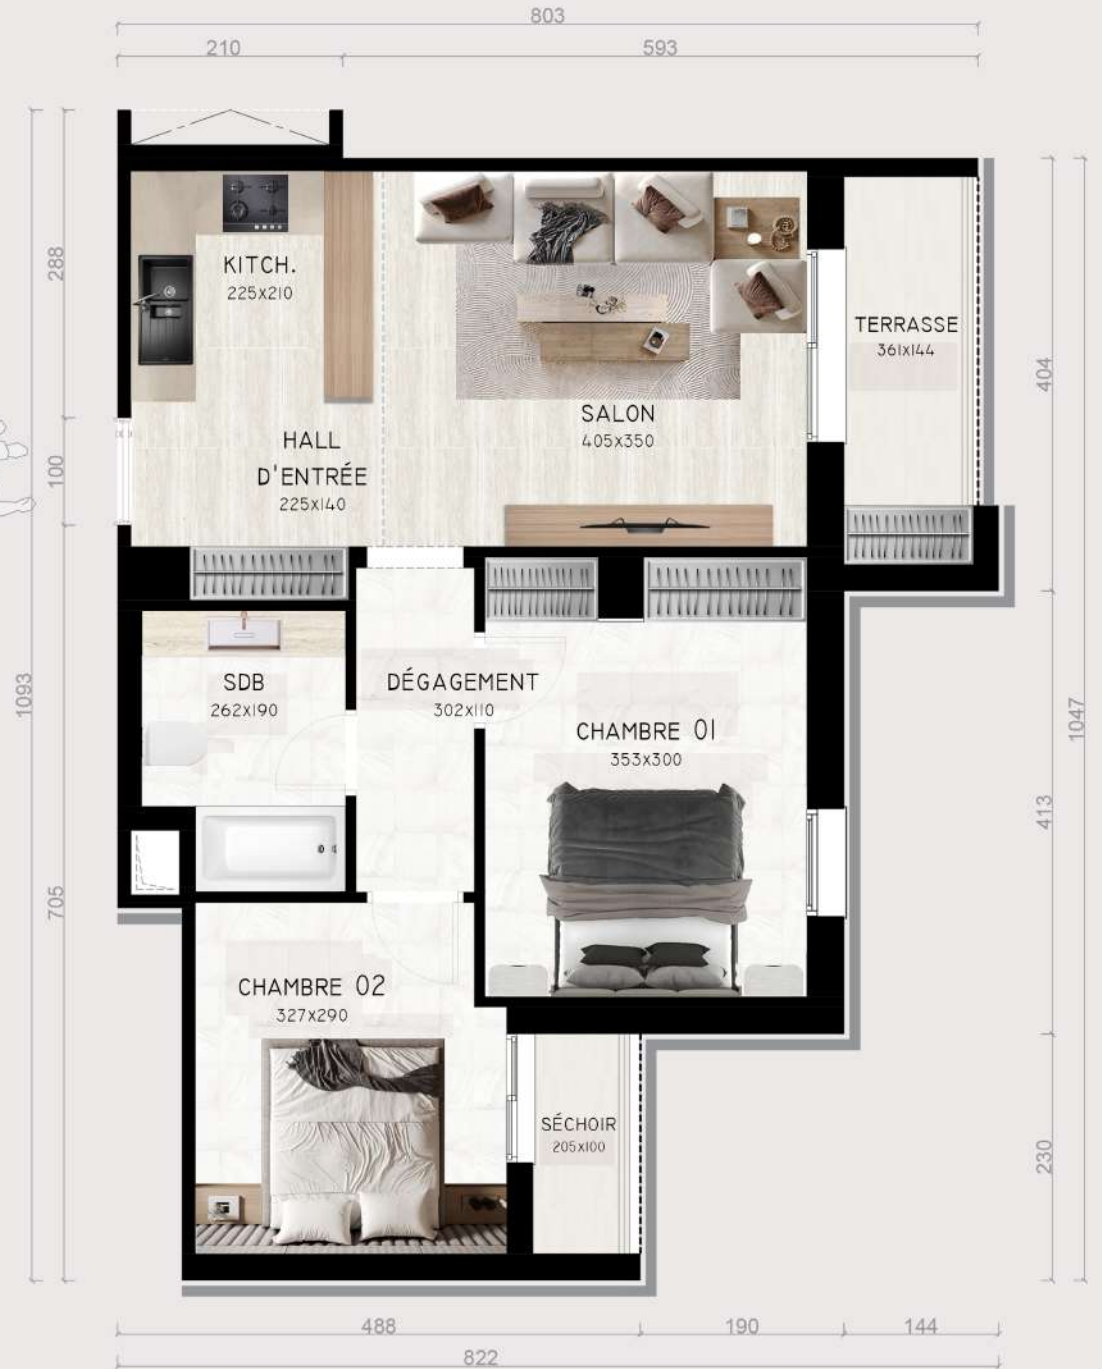 803
210
593
288
100
1093
705
KITCH.
225x210
HALL
D'ENTRÉE
225x140
SALON
405x350
TERRASSE
361x144
404
1047
413
230
SDB
262x190
DÉGAGEMENT
302x110
CHAMBRE 01
353x300
CHAMBRE 02
327x290
SÉCHOIR
205x100
488
190
144
822